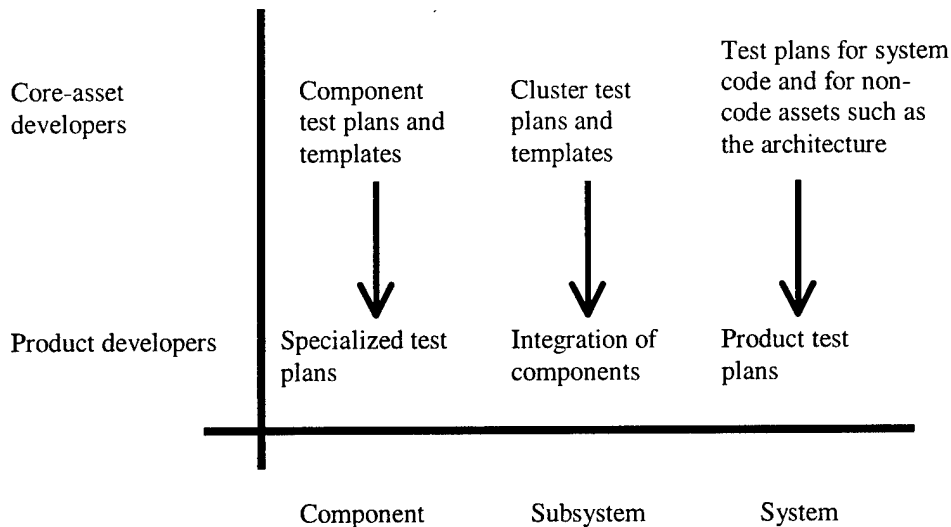 Core-asset
developers
Component
test plans and
templates
Cluster test
plans and
templates
Test plans for system
code and for non-
code assets such as
the architecture
Product developers
Specialized test
plans
Integration of
components
Product test
plans
Component
Subsystem
System